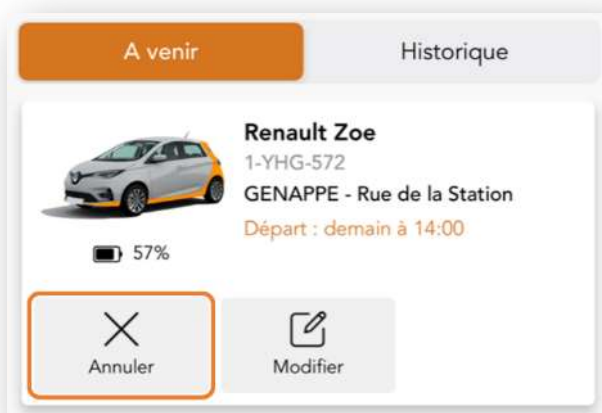 A venir
Historique
Renault Zoe
1-YHG-572
GENAPPE - Rue de la Station
Départ : demain à 14:00
57%
Annuler
Modifier